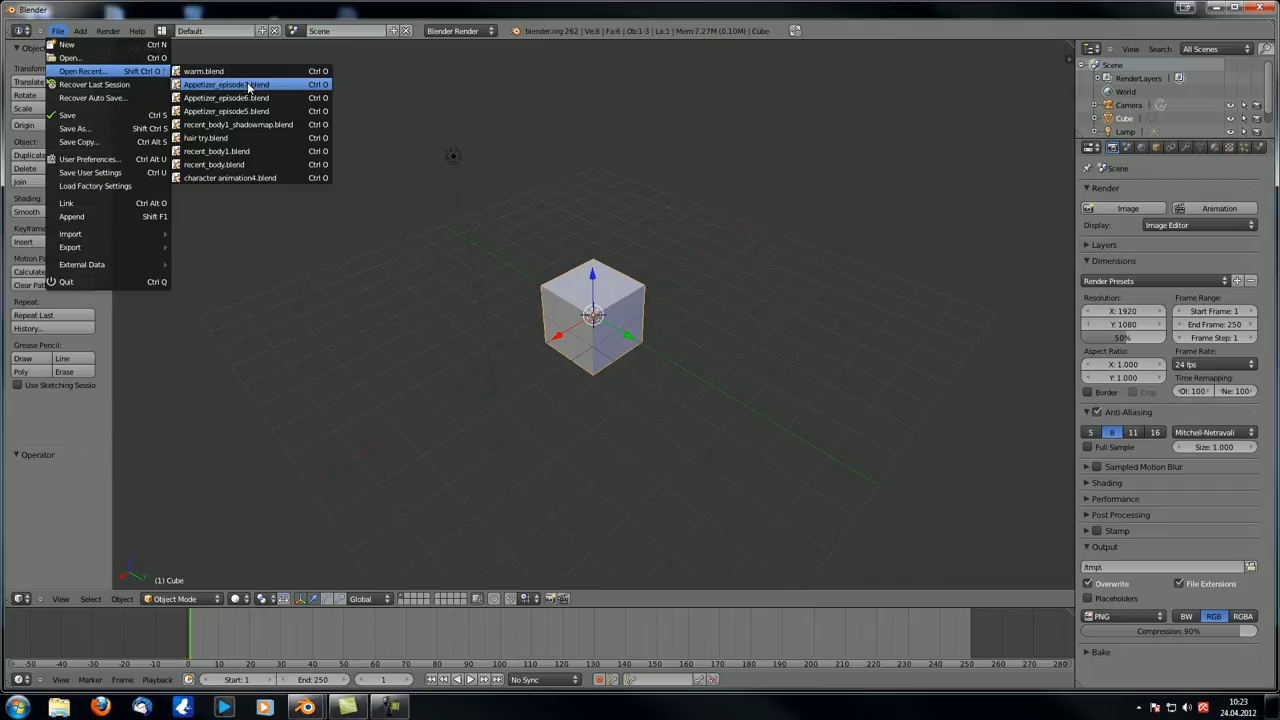 Blender
File Add Render Help Default Scene Blender Render blender.org 262 | Ve:8 | Fa:6 | Ob:1-3 | La:1 | Mem:7.27M (0.10M) | Cube
New Ctrl N
Open... Ctrl O
Open Recent... Shift Ctrl O
Recover Last Session
Recover Auto Save...
Save Ctrl S
Save As... Shift Ctrl S
Save Copy... Ctrl Alt S
User Preferences... Ctrl Alt U
Save User Settings Ctrl U
Load Factory Settings
Link Ctrl Alt O
Append Shift F1
Import
Export
External Data
Quit Ctrl Q
warm.blend Ctrl O
Appetizer_episode7.blend Ctrl O
Appetizer_episode6.blend Ctrl O
Appetizer_episode5.blend Ctrl O
recent_body1_shadowmap.blend Ctrl O
hair try.blend Ctrl O
recent_body1.blend Ctrl O
recent_body.blend Ctrl O
character animation4.blend Ctrl O
Objec
Transform
Translate
Rotate
Scale
Origin
Object:
Duplicate
Delete
Join
Shading:
Smooth
Keyframe
Insert
Motion Pa
Calculate
Clear Pat
Repeat:
Repeat Last
History...
Grease Pencil:
Draw Line
Poly Erase
Use Sketching Sessio
Operator
(1) Cube
View Select Object Object Mode Global
-50 -40 -30 -20 -10 0 10 20 30 40 50 60 70 80 90 100 110 120 130 140 150 160 170 180 190 200 210 220 230 240 250 260 270 280
View Marker Frame Playback Start: 1 End: 250 1 No Sync
View Search All Scenes
Scene
RenderLayers
World
Camera
Cube
Lamp
Scene
Render
Image Animation
Display: Image Editor
Layers
Dimensions
Render Presets
Resolution: Frame Range:
X: 1920 Start Frame: 1
Y: 1080 End Frame: 250
50% Frame Step: 1
Aspect Ratio: Frame Rate:
X: 1.000 24 fps
Y: 1.000 Time Remapping:
Border Crop Ol: 100 Ne: 100
Anti-Aliasing
5 8 11 16 Mitchell-Netravali
Full Sample Size: 1.000
Sampled Motion Blur
Shading
Performance
Post Processing
Stamp
Output
/tmp\
Overwrite File Extensions
Placeholders
PNG BW RGB RGBA
Compression: 90%
Bake
10:23
24.04.2012